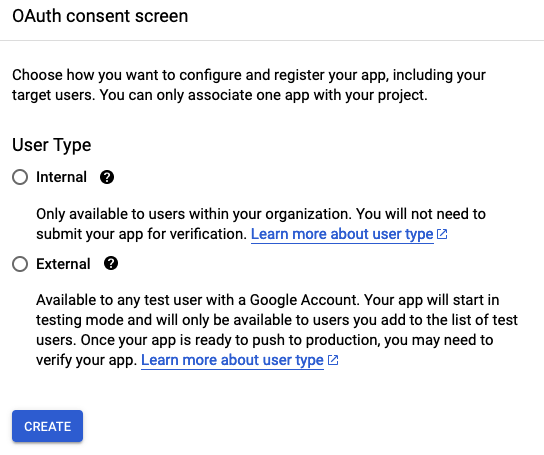 OAuth consent screen
Choose how you want to configure and register your app, including your
target users. You can only associate one app with your project.
User Type
Internal ?
Only available to users within your organization. You will not need to
submit your app for verification. Learn more about user type
External ?
Available to any test user with a Google Account. Your app will start in
testing mode and will only be available to users you add to the list of test
users. Once your app is ready to push to production, you may need to
verify your app. Learn more about user type
CREATE